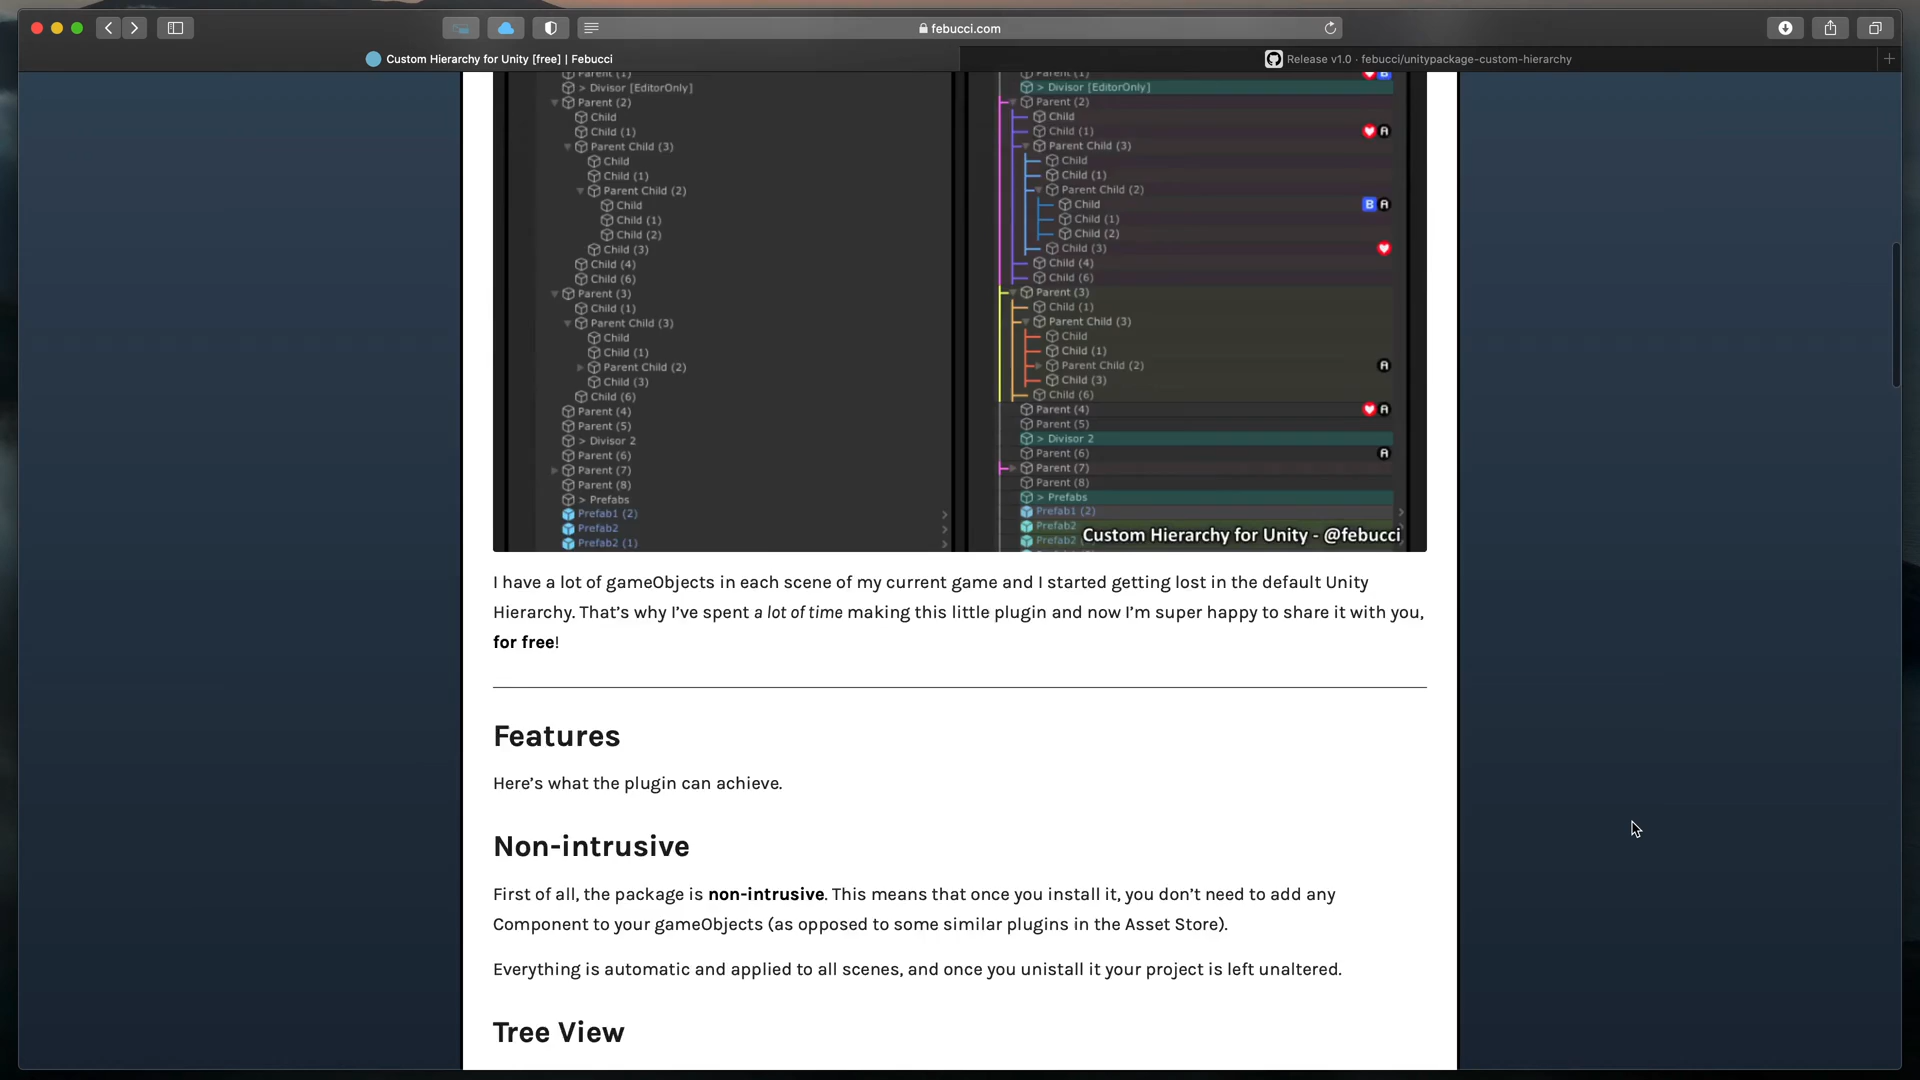 febucci.com
Custom Hierarchy for Unity [free] | Febucci
Release v1.0 · febucci/unitypackage-custom-hierarchy
Parent (1)
> Divisor [EditorOnly]
Parent (2)
Child
Child (1)
Parent Child (3)
Child
Child (1)
Parent Child (2)
Child
Child (1)
Child (2)
Child (3)
Child (4)
Child (6)
Parent (3)
Child (1)
Parent Child (3)
Child
Child (1)
Parent Child (2)
Child (3)
Child (6)
Parent (4)
Parent (5)
> Divisor 2
Parent (6)
Parent (7)
Parent (8)
> Prefabs
Prefab1 (2)
Prefab2
Prefab2 (1)
Parent (1) B
> Divisor [EditorOnly]
Parent (2)
Child
Child (1) A
Parent Child (3)
Child
Child (1)
Parent Child (2)
Child B A
Child (1)
Child (2)
Child (3)
Child (4)
Child (6)
Parent (3)
Child (1)
Parent Child (3)
Child
Child (1)
Parent Child (2) A
Child (3)
Child (6)
Parent (4) A
Parent (5)
> Divisor 2
Parent (6) A
Parent (7)
Parent (8)
> Prefabs
Prefab1 (2)
Prefab2
Prefab2
Custom Hierarchy for Unity - @febucci
I have a lot of gameObjects in each scene of my current game and I started getting lost in the default Unity
Hierarchy. That’s why I’ve spent a lot of time making this little plugin and now I’m super happy to share it with you,
for free!
Features
Here’s what the plugin can achieve.
Non-intrusive
First of all, the package is non-intrusive. This means that once you install it, you don’t need to add any
Component to your gameObjects (as opposed to some similar plugins in the Asset Store).
Everything is automatic and applied to all scenes, and once you unistall it your project is left unaltered.
Tree View